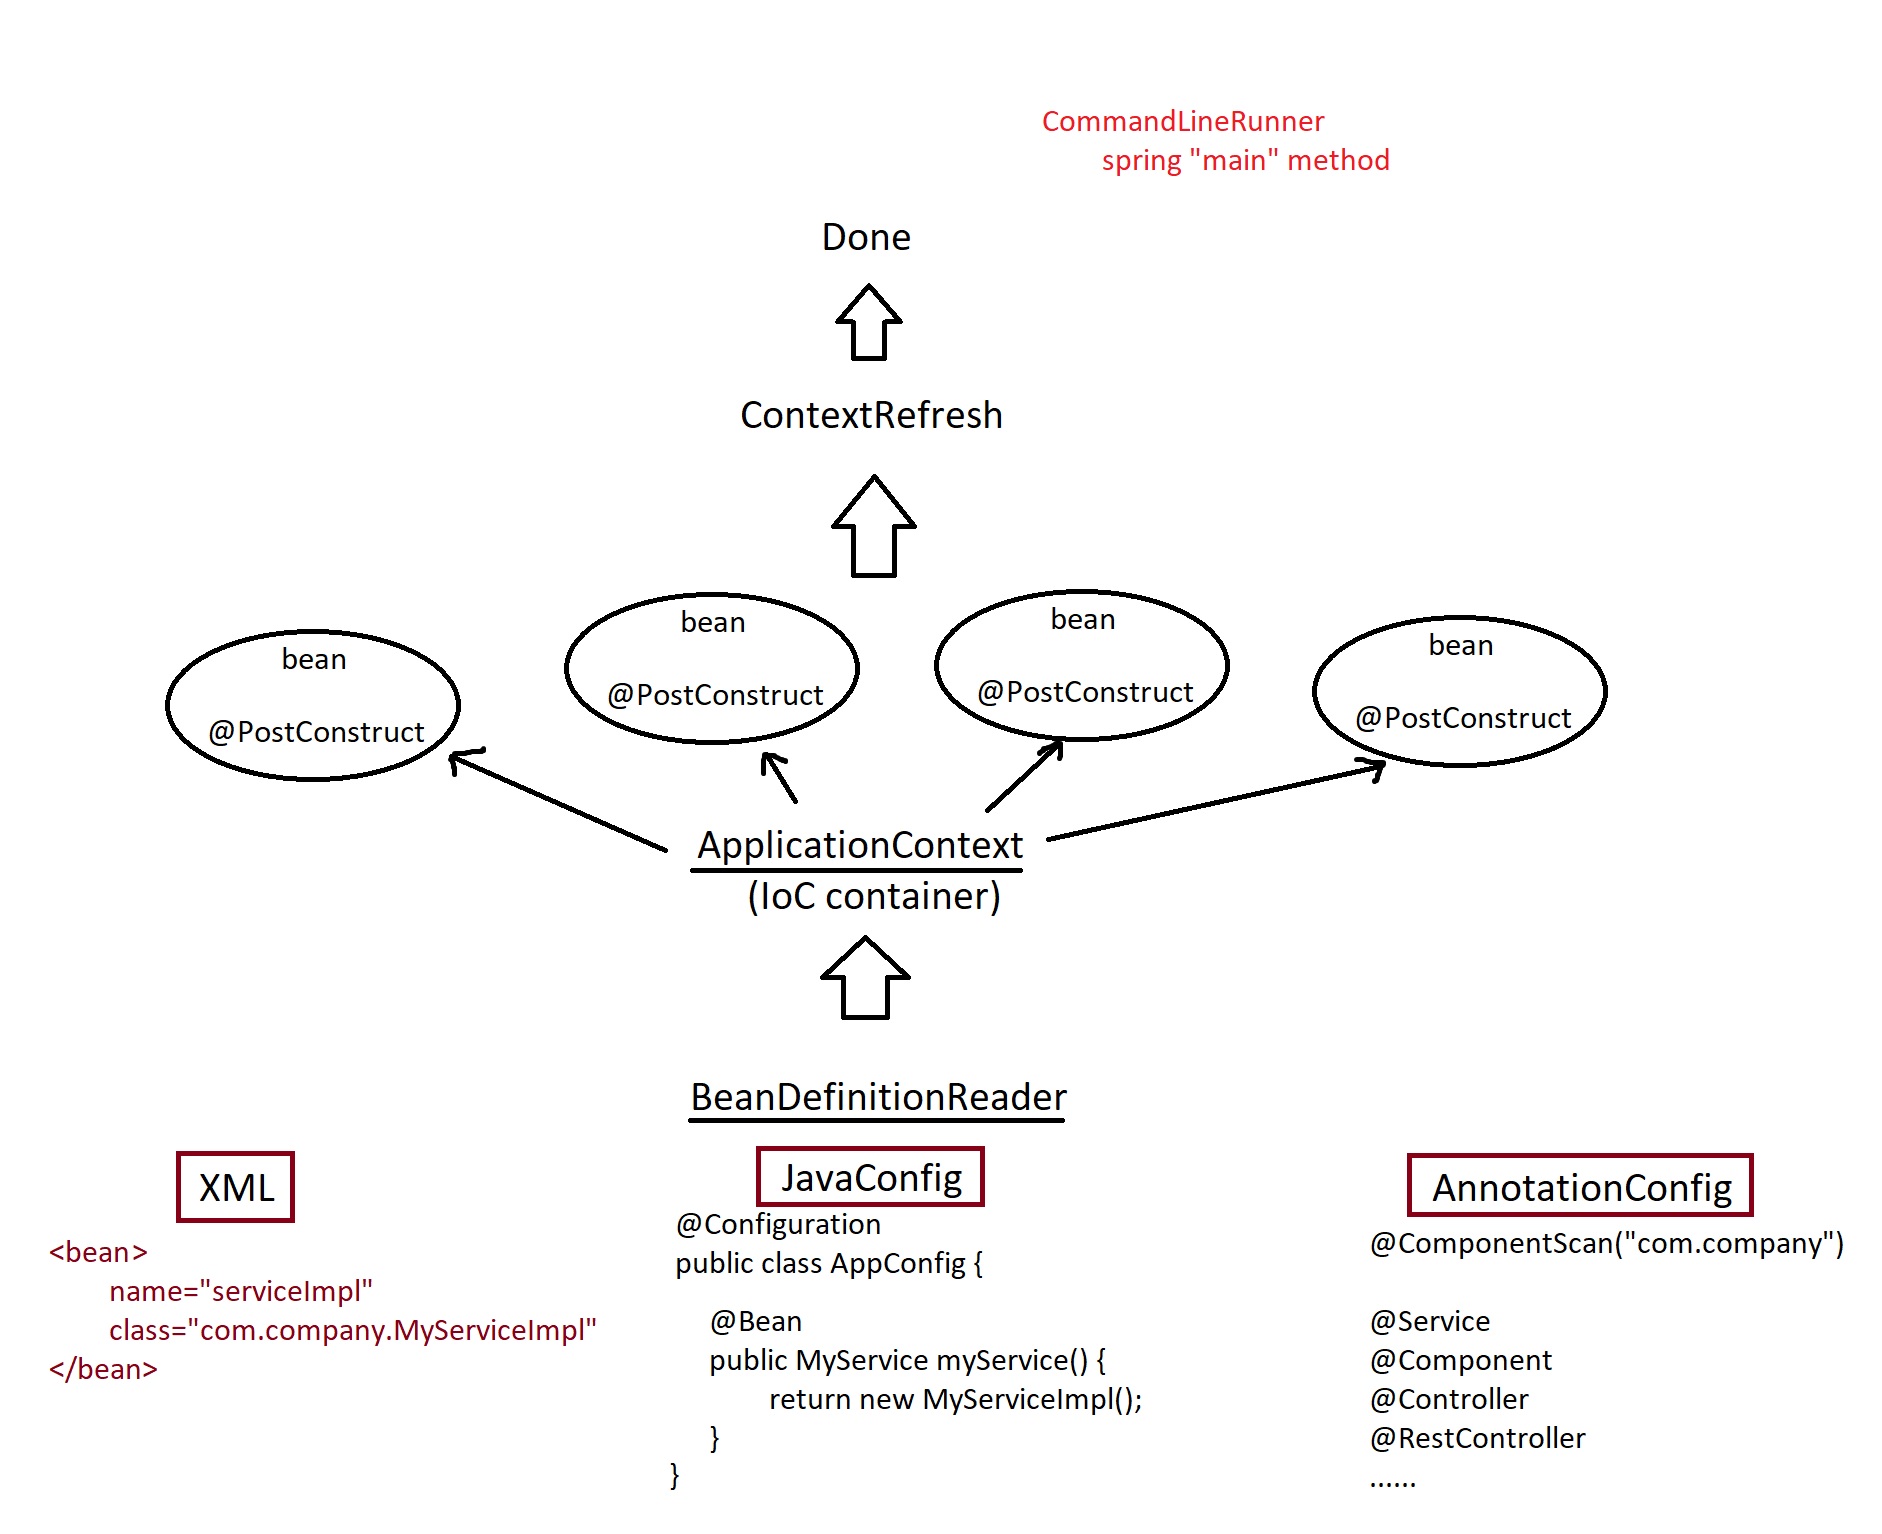 CommandLineRunner
spring "main" method
Done
ContextRefresh
bean
@PostConstruct
bean
@PostConstruct
bean
@PostConstruct
bean
@PostConstruct
ApplicationContext
(IoC container)
BeanDefinitionReader
XML
<bean>
name="serviceImpl"
class="com.company.MyServiceImpl"
</bean>
JavaConfig
@Configuration
public class AppConfig {
@Bean
public MyService myService() {
return new MyServiceImpl();
}
}
AnnotationConfig
@ComponentScan("com.company")
@Service
@Component
@Controller
@RestController
......